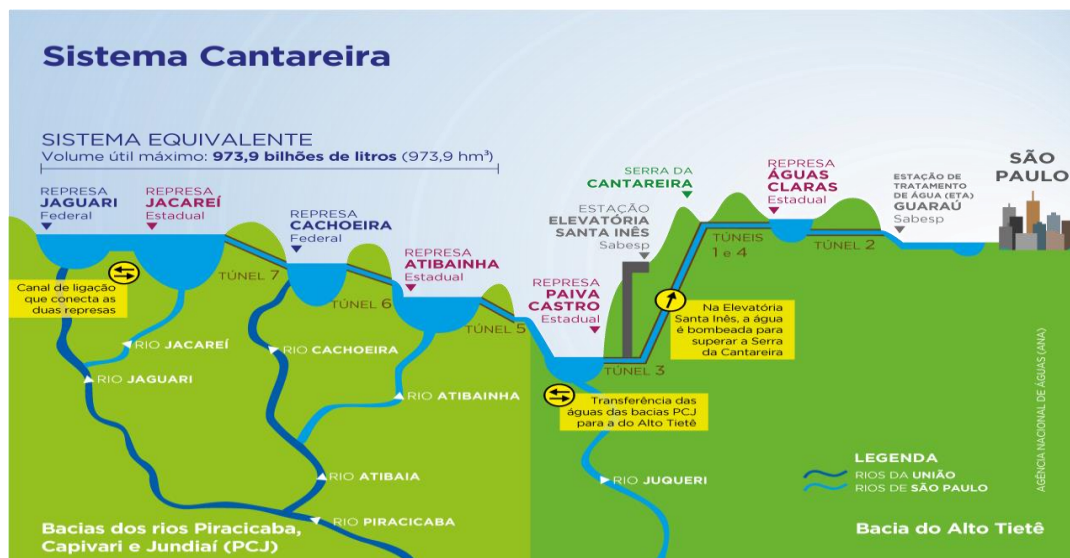 Sistema Cantareira
SISTEMA EQUIVALENTE
Volume útil máximo: 973,9 bilhões de litros (973,9 hm³)
REPRESA
JAGUARI
Federal
REPRESA
JACAREÍ
Estadual
REPRESA
CACHOEIRA
Federal
REPRESA
ATIBAINHA
Estadual
REPRESA
PAIVA
CASTRO
Estadual
ESTAÇÃO
ELEVATÓRIA
SANTA INÊS
Sabesp
SERRA DA
CANTAREIRA
REPRESA
ÁGUAS
CLARAS
Estadual
ESTAÇÃO DE
TRATAMENTO
DE ÁGUA (ETA)
GUARAÚ
Sabesp
SÃO
PAULO
TÚNEL 7
TÚNEL 6
TÚNEL 5
TÚNEL 3
TÚNEIS
1 e 4
TÚNEL 2
Canal de ligação
que conecta as
duas represas
Na Elevatória
Santa Inês, a água
é bombeada para
superar a Serra
da Cantareira
Transferência das
águas das bacias PCJ
para a do Alto Tietê
RIO JACAREÍ
RIO JAGUARI
RIO CACHOEIRA
RIO ATIBAINHA
RIO ATIBAIA
RIO PIRACICABA
RIO JUQUERI
LEGENDA
RIOS DA UNIÃO
RIOS DE SÃO PAULO
Bacias dos rios Piracicaba,
Capivari e Jundiaí (PCJ)
Bacia do Alto Tietê
AGÊNCIA NACIONAL DE ÁGUAS (ANA)